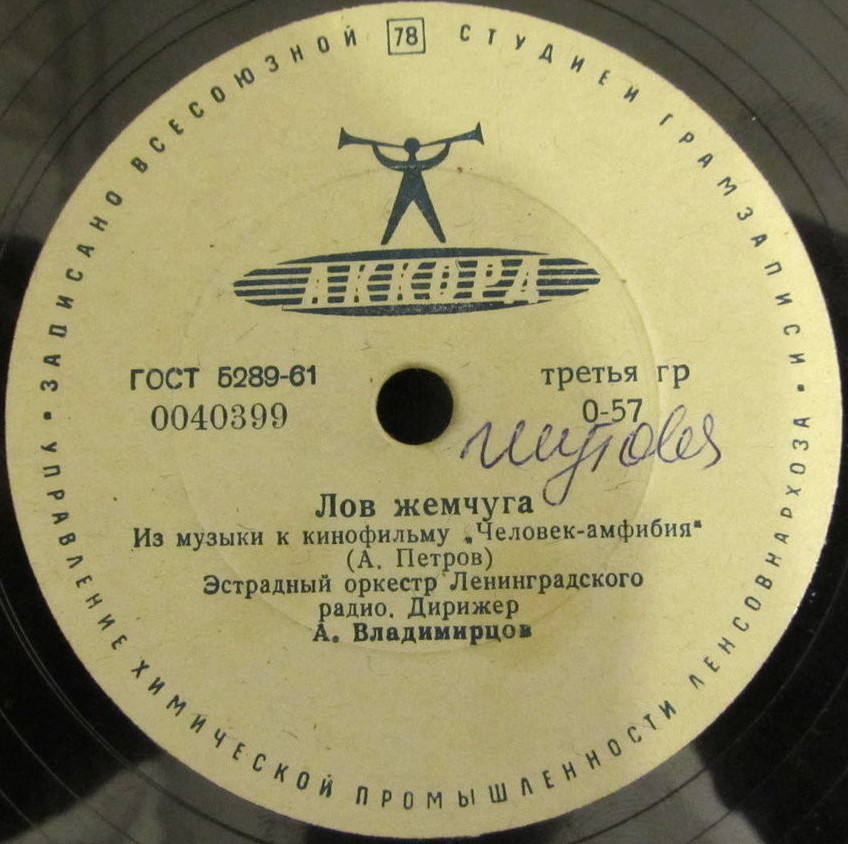 ЗАПИСАНО ВСЕСОЮЗНОЙ 78 СТУДИЕЙ ГРАМЗАПИСИ
АККОРД
ГОСТ 5289-61
третья гр
0040399
0-57
Лов жемчуга
Из музыки к кинофильму „Человек-амфибия"
(А. Петров)
Эстрадный оркестр Ленинградского
радио. Дирижер
А. Владимирцов
• УПРАВЛЕНИЕ ХИМИЧЕСКОЙ ПРОМЫШЛЕННОСТИ ЛЕНСОВНАРХОЗА •